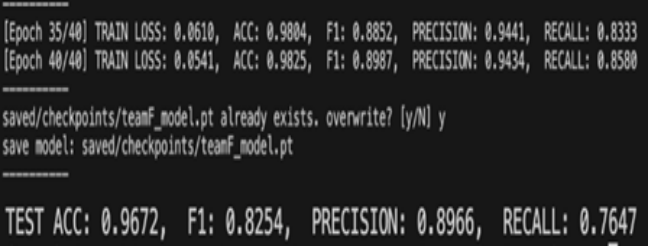 ----------
[Epoch 35/40] TRAIN LOSS: 0.0610, ACC: 0.9804, F1: 0.8852, PRECISION: 0.9441, RECALL: 0.8333
[Epoch 40/40] TRAIN LOSS: 0.0541, ACC: 0.9825, F1: 0.8987, PRECISION: 0.9434, RECALL: 0.8580
----------
saved/checkpoints/teamF_model.pt already exists. overwrite? [y/N] y
save model: saved/checkpoints/teamF_model.pt
----------
TEST ACC: 0.9672, F1: 0.8254, PRECISION: 0.8966, RECALL: 0.7647